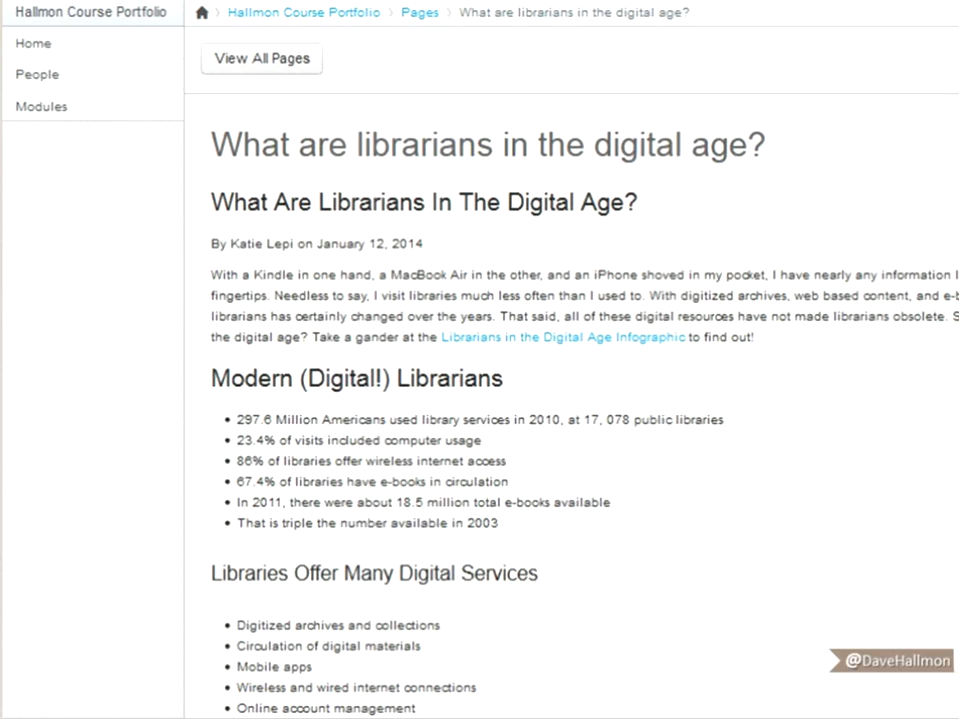 Hallmon Course Portfolio
Hallmon Course Portfolio > Pages > What are librarians in the digital age?
Home
People
Modules
View All Pages
What are librarians in the digital age?
What Are Librarians In The Digital Age?
By Katie Lepi on January 12, 2014
With a Kindle in one hand, a MacBook Air in the other, and an iPhone shoved in my pocket, I have nearly any information
fingertips. Needless to say, I visit libraries much less often than I used to. With digitized archives, web based content, and
librarians has certainly changed over the years. That said, all of these digital resources have not made librarians obsolete.
the digital age? Take a gander at the Librarians in the Digital Age Infographic to find out!
Modern (Digital!) Librarians
• 297.6 Million Americans used library services in 2010, at 17, 078 public libraries
• 23.4% of visits included computer usage
• 86% of libraries offer wireless internet access
• 67.4% of libraries have e-books in circulation
• In 2011, there were about 18.5 million total e-books available
• That is triple the number available in 2003
Libraries Offer Many Digital Services
• Digitized archives and collections
• Circulation of digital materials
• Mobile apps
• Wireless and wired internet connections
• Online account management
@DaveHallmon